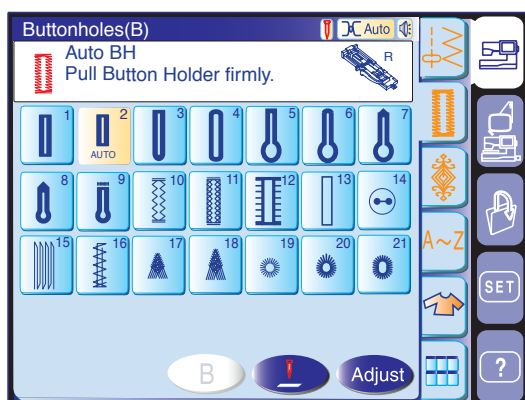 Buttonholes(B)
Auto
Auto BH
Pull Button Holder firmly.
R
1 2 3 4 5 6 7
AUTO
8 9 10 11 12 13 14
15 16 17 18 19 20 21
A~Z
SET
?
B
Adjust